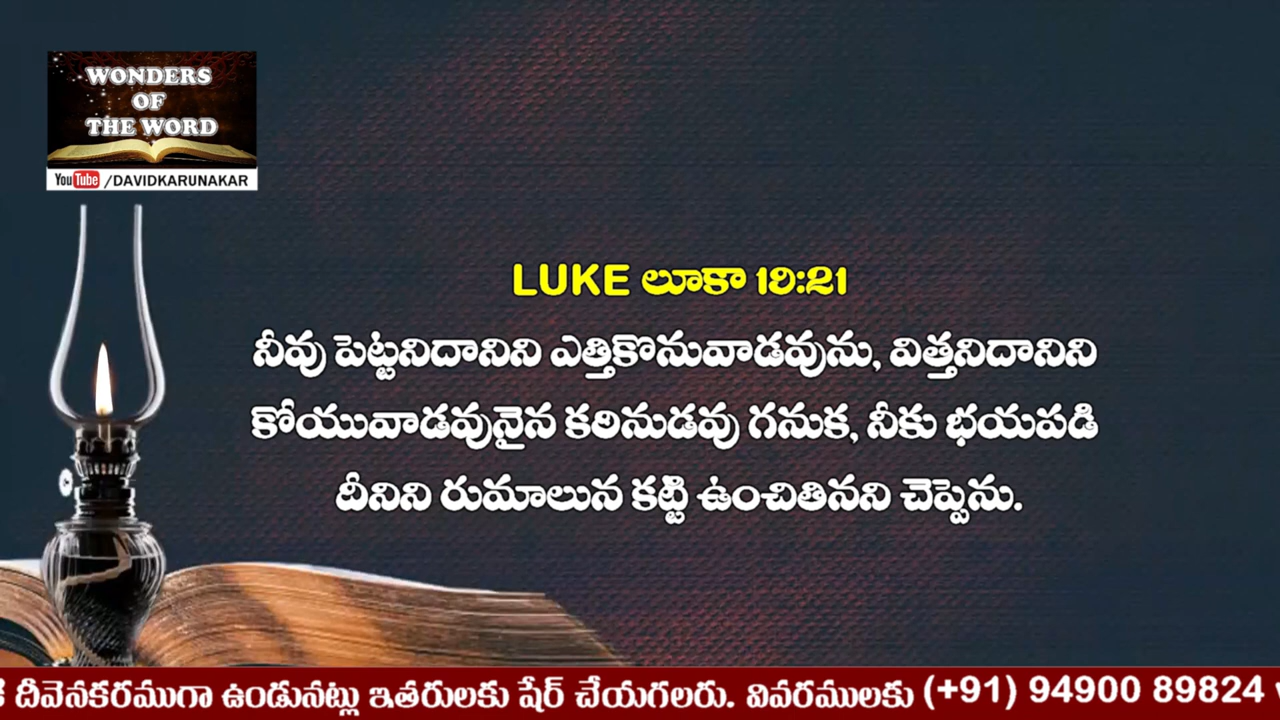 WONDERS
OF
THE WORD
YouTube /DAVIDKARUNAKAR
LUKE లూకా 19:21
నీవు పెట్టనిదానిని ఎత్తికొనువాడవును, విత్తనిదానిని
కోయువాడవునైన కఠినుడవు గనుక, నీకు భయపడి
దీనిని రుమాలున కట్టి ఉంచితినని చెప్పెను.
దీవెనకరముగా ఉండునట్లు ఇతరులకు షేర్ చేయగలరు. వివరములకు (+91) 94900 89824